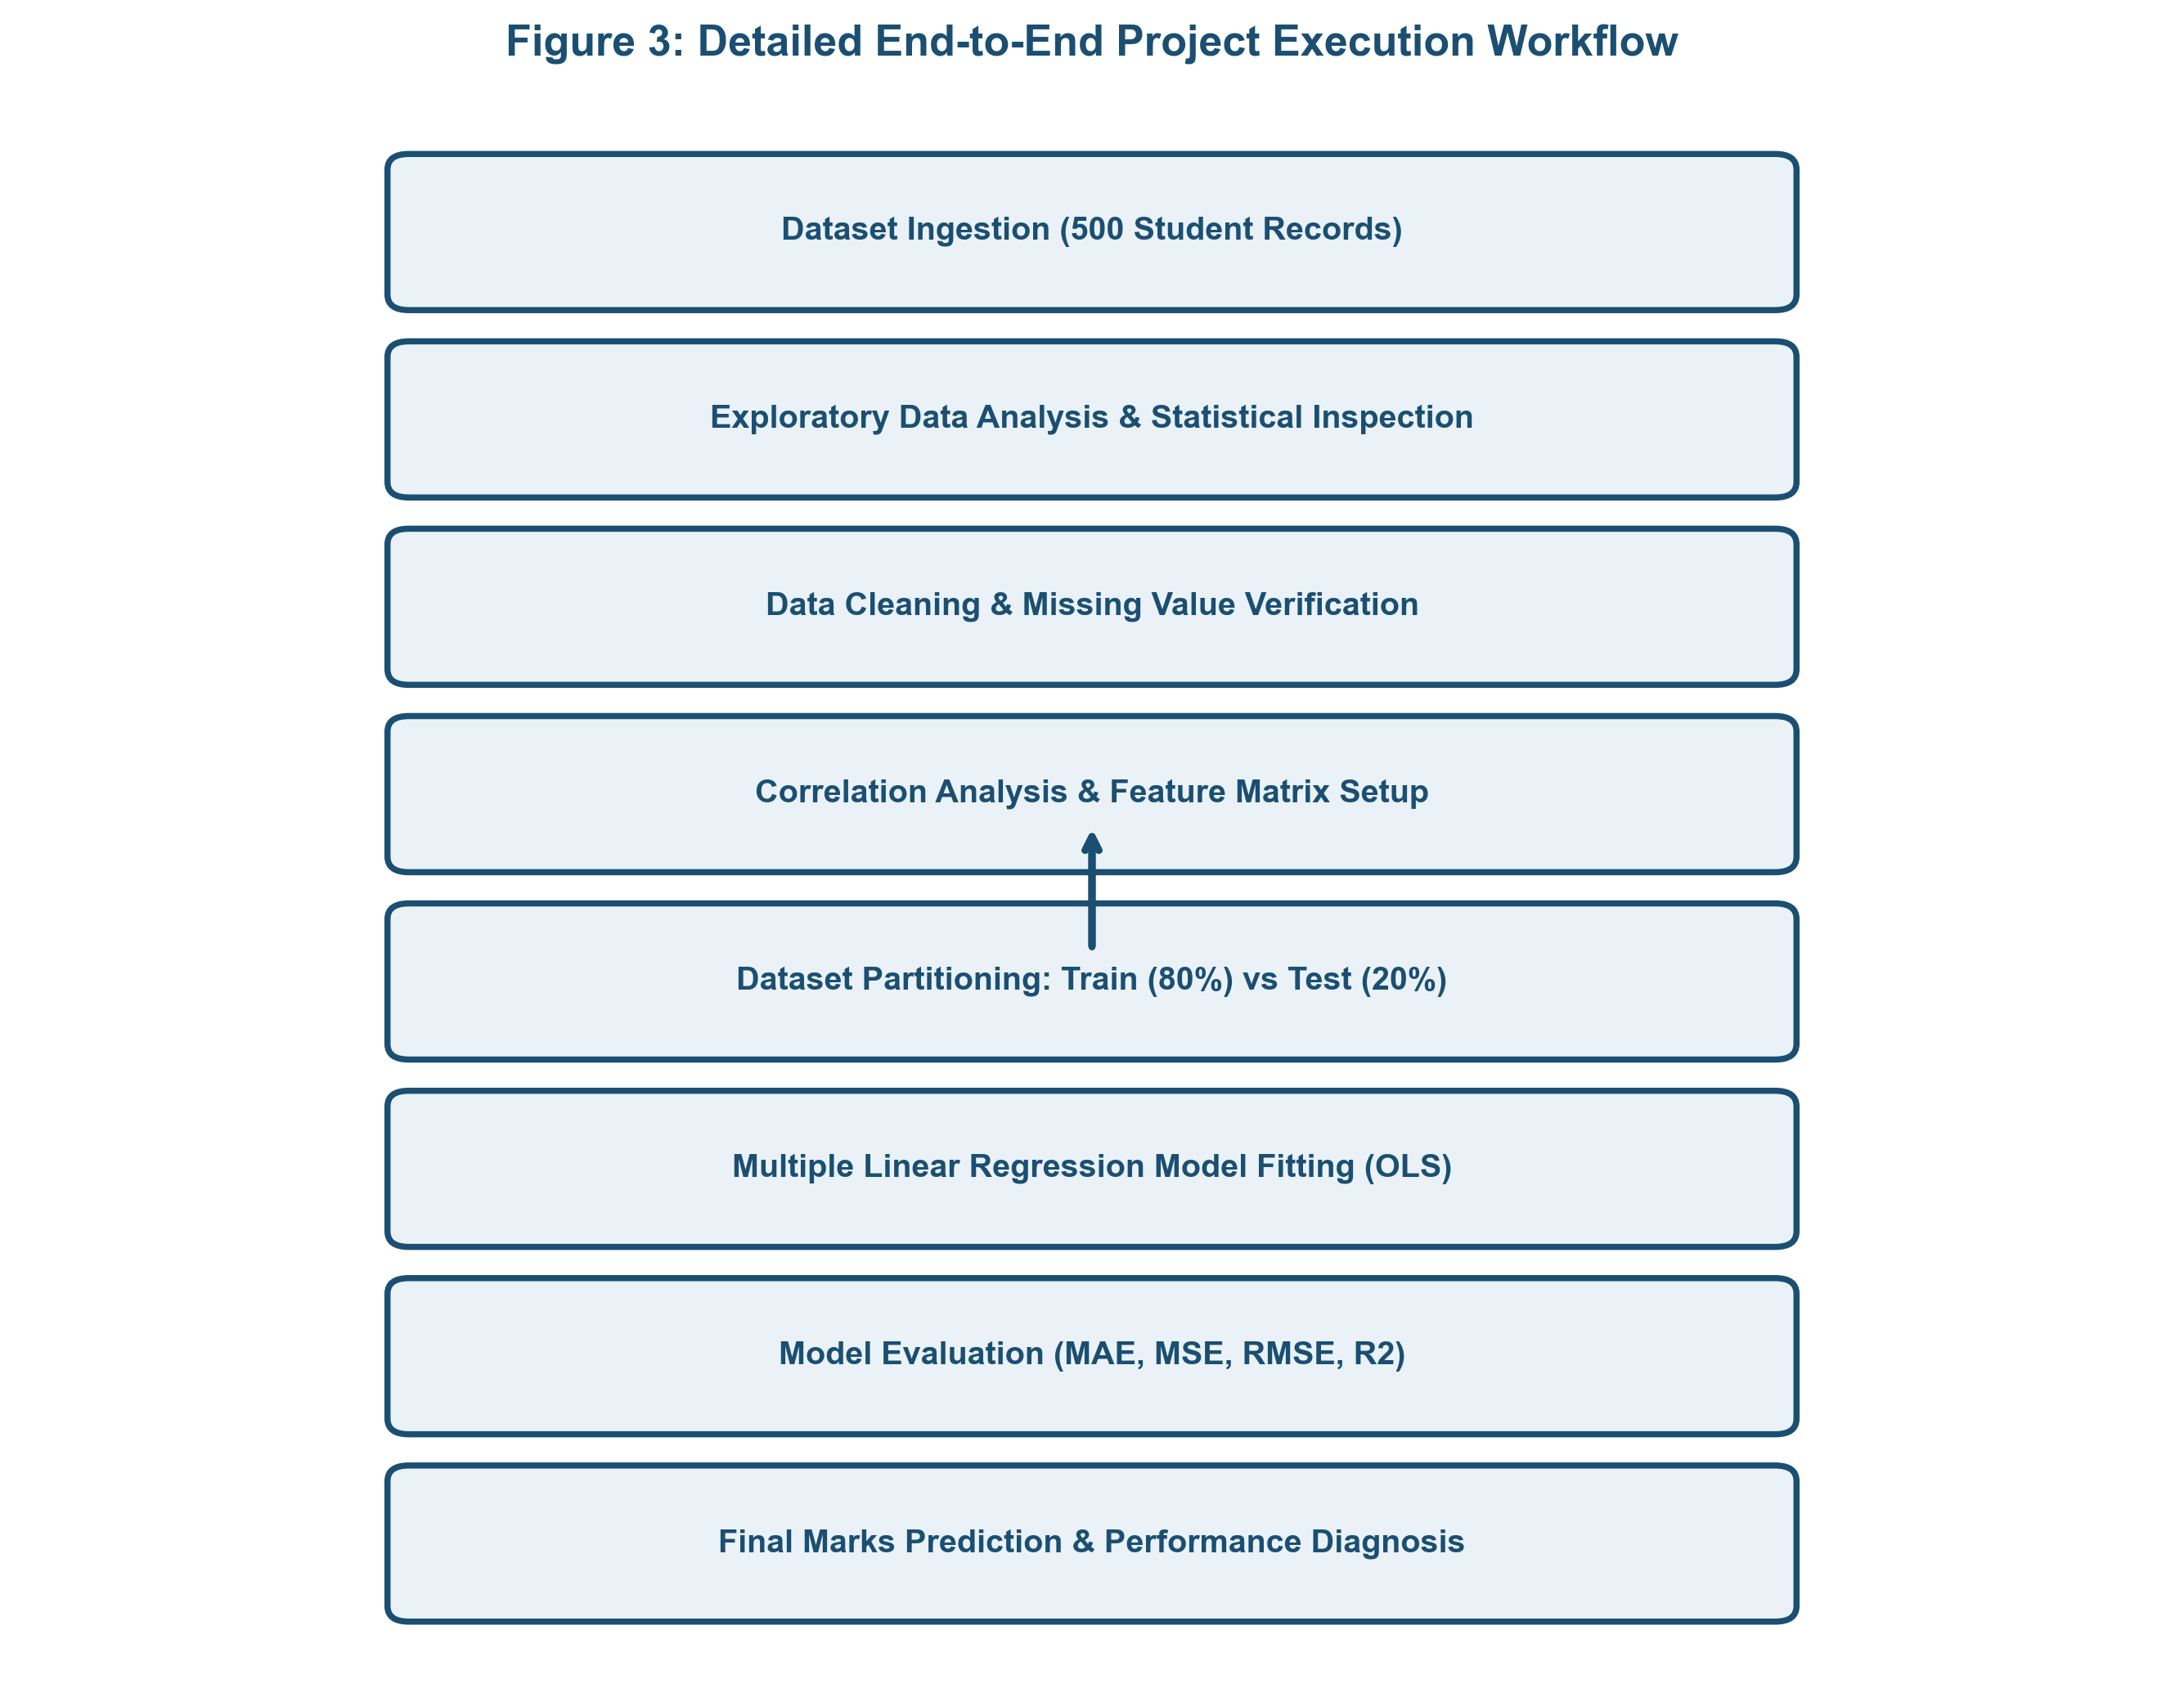 Figure 3: Detailed End-to-End Project Execution Workflow
Dataset Ingestion (500 Student Records)
Exploratory Data Analysis & Statistical Inspection
Data Cleaning & Missing Value Verification
Correlation Analysis & Feature Matrix Setup
Dataset Partitioning: Train (80%) vs Test (20%)
Multiple Linear Regression Model Fitting (OLS)
Model Evaluation (MAE, MSE, RMSE, R2)
Final Marks Prediction & Performance Diagnosis